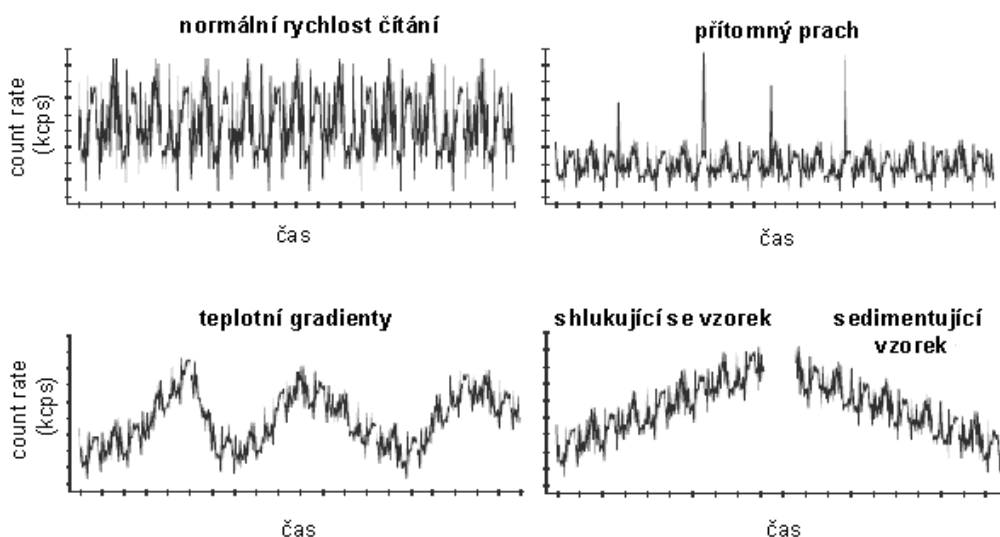 normální rychlost čítání
count rate
(kcps)
čas
přítomný prach
čas
teplotní gradienty
count rate
(kcps)
čas
shlukující se vzorek
sedimentující
vzorek
čas